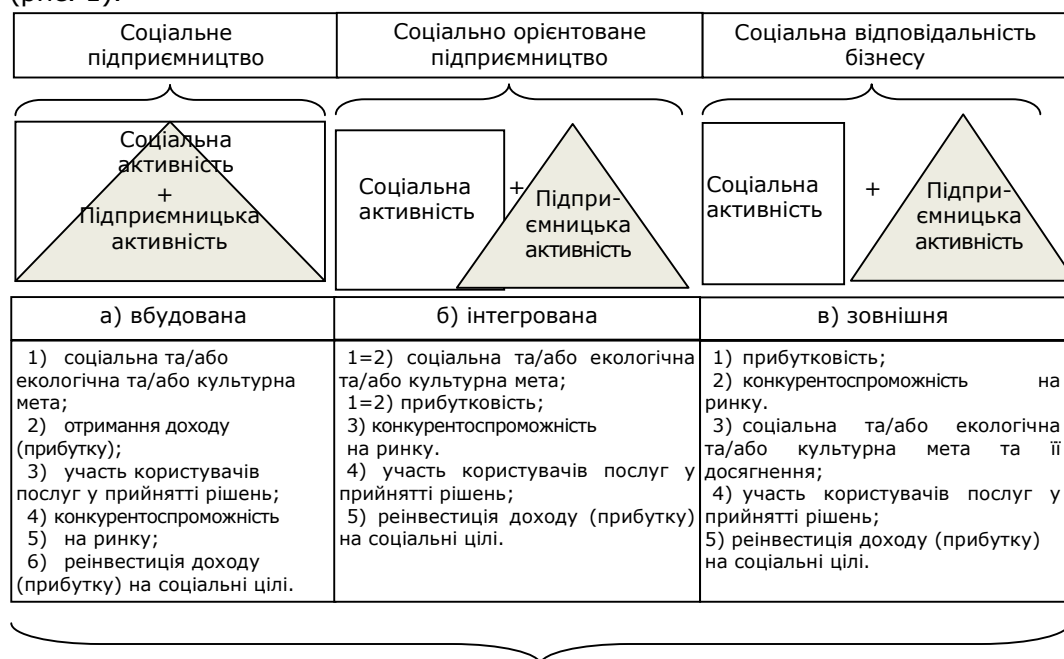 (рис. 1).
Соціальне
підприємництво
Соціально орієнтоване
підприємництво
Соціальна відповідальність
бізнесу
Соціальна
активність
+
Підприємницька
активність
Соціальна
активність
+
Підпри-
ємницька
активність
Соціальна
активність
+
Підпри-
ємницька
активність
а) вбудована
б) інтегрована
в) зовнішня
1) соціальна та/або
екологічна та/або культурна
мета;
2) отримання доходу
(прибутку);
3) участь користувачів
послуг у прийнятті рішень;
4) конкурентоспроможність
5) на ринку;
6) реінвестиція доходу
(прибутку) на соціальні цілі.
1=2) соціальна та/або екологічна
та/або культурна мета;
1=2) прибутковість;
3) конкурентоспроможність
на ринку.
4) участь користувачів послуг у
прийнятті рішень;
5) реінвестиція доходу (прибутку)
на соціальні цілі.
1) прибутковість;
2) конкурентоспроможність на
ринку.
3) соціальна та/або екологічна
та/або культурна мета та її
досягнення;
4) участь користувачів послуг у
прийнятті рішень;
5) реінвестиція доходу (прибутку)
на соціальні цілі.